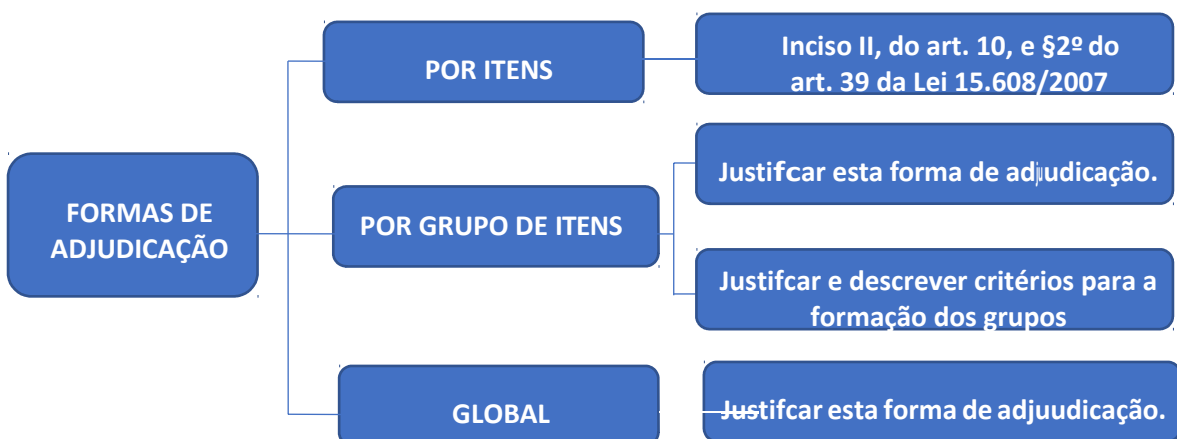 FORMAS DE
ADJUDICAÇÃO
POR ITENS
Inciso II, do art. 10, e §2º do
art. 39 da Lei 15.608/2007
POR GRUPO DE ITENS
Justifcar esta forma de adjuudicação.
Justifcar e descrever critérios para a
formação dos grupos
GLOBAL
Justifcar esta forma de adjuudicação.